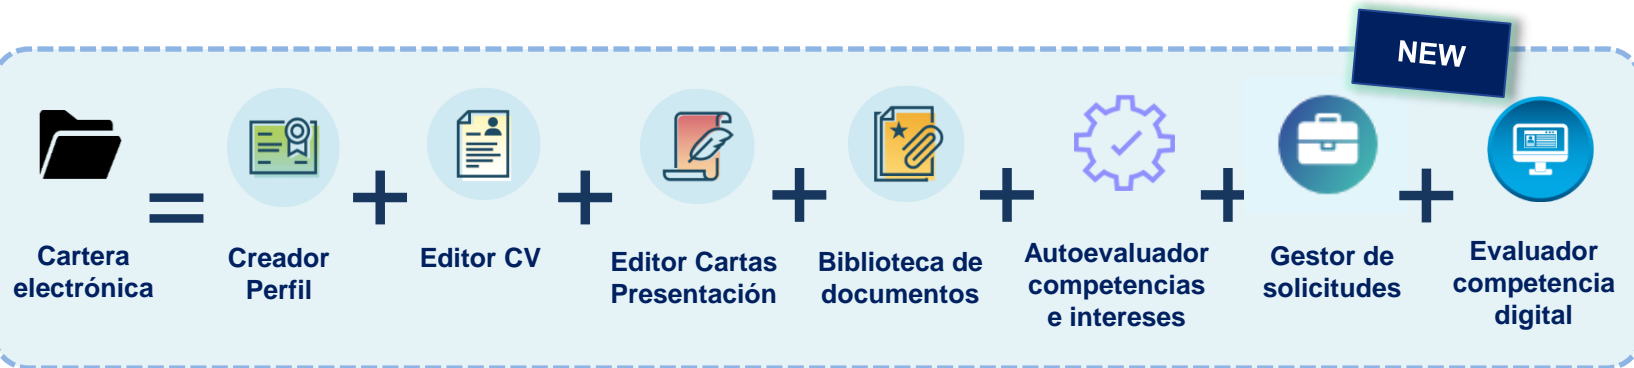 NEW
Cartera
electrónica
=
Creador
Perfil
+
Editor CV
+
Editor Cartas
Presentación
+
Biblioteca de
documentos
+
Autoevaluador
competencias
e intereses
+
Gestor de
solicitudes
+
Evaluador
competencia
digital